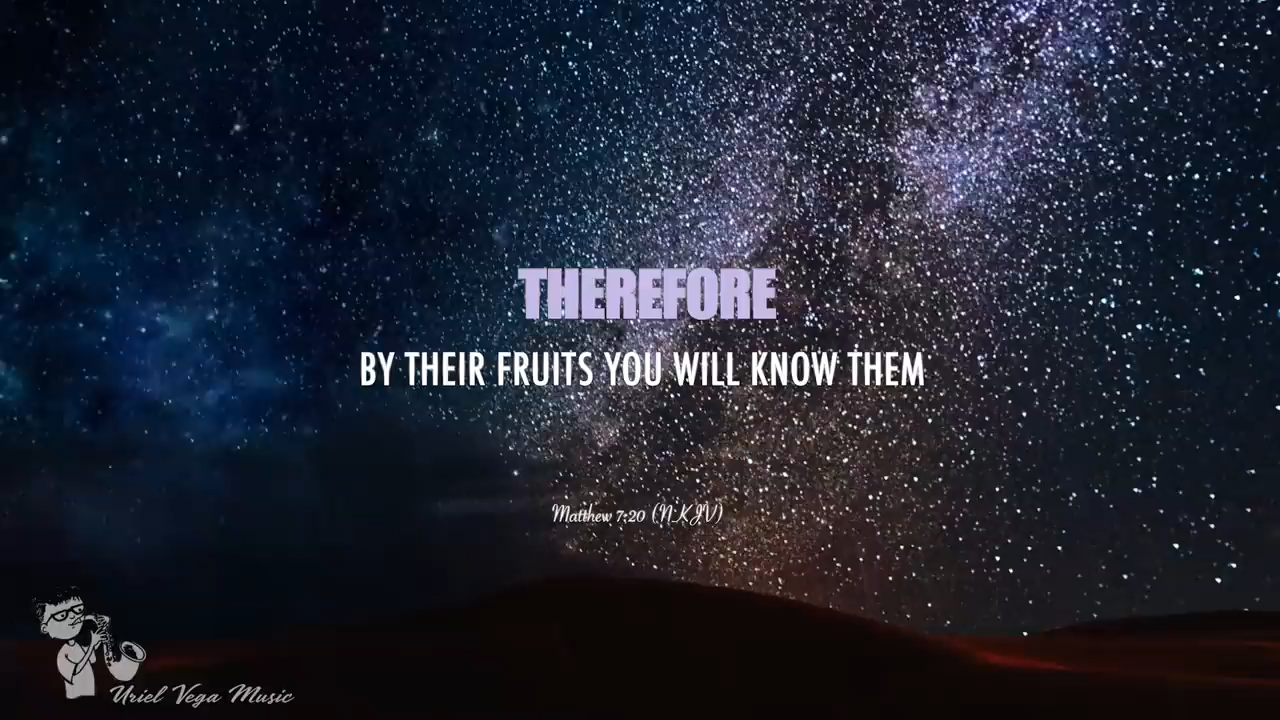 THEREFORE
BY THEIR FRUITS YOU WILL KNOW THEM
Matthew 7:20 (NKJV)
Uriel Vega Music